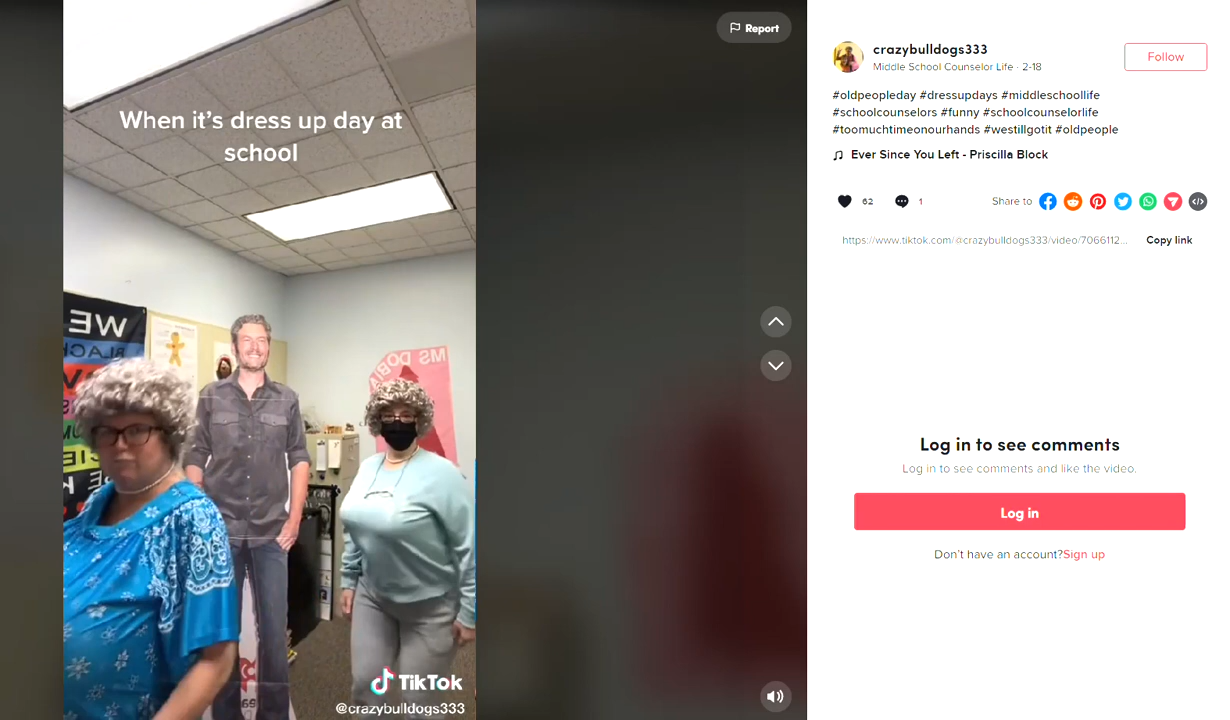 When it's dress up day at
school
WE
MS DOBIA
TikTok
@crazybulldogs333
Report
crazybulldogs333
Middle School Counselor Life · 2-18
Follow
#oldpeopleday #dressupdays #middleschoollife
#schoolcounselors #funny #schoolcounselorlife
#toomuchtimeonourhands #westillgotit #oldpeople
Ever Since You Left - Priscilla Block
62
1
Share to
https://www.tiktok.com/@crazybulldogs333/video/7066112...
Copy link
Log in to see comments
Log in to see comments and like the video.
Log in
Don't have an account?Sign up